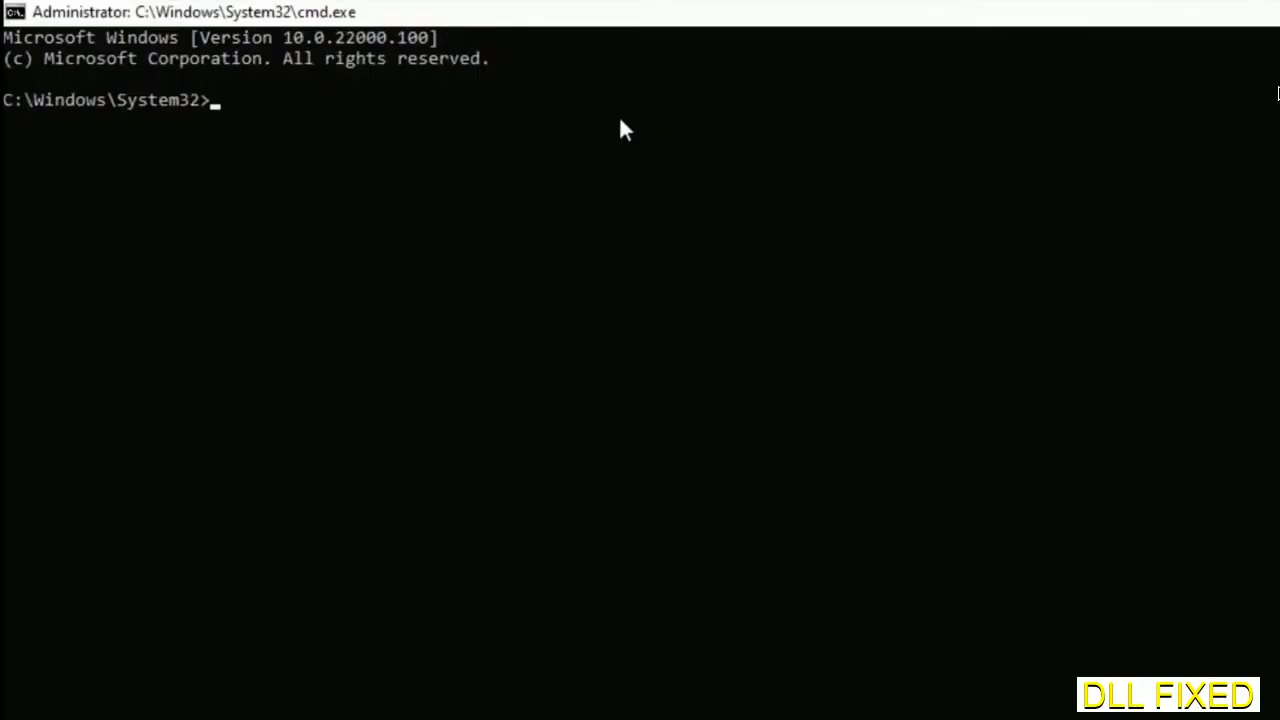 Administrator: C:\Windows\System32\cmd.exe
Microsoft Windows [Version 10.0.22000.100]
(c) Microsoft Corporation. All rights reserved.
C:\Windows\System32>
DLL FIXED